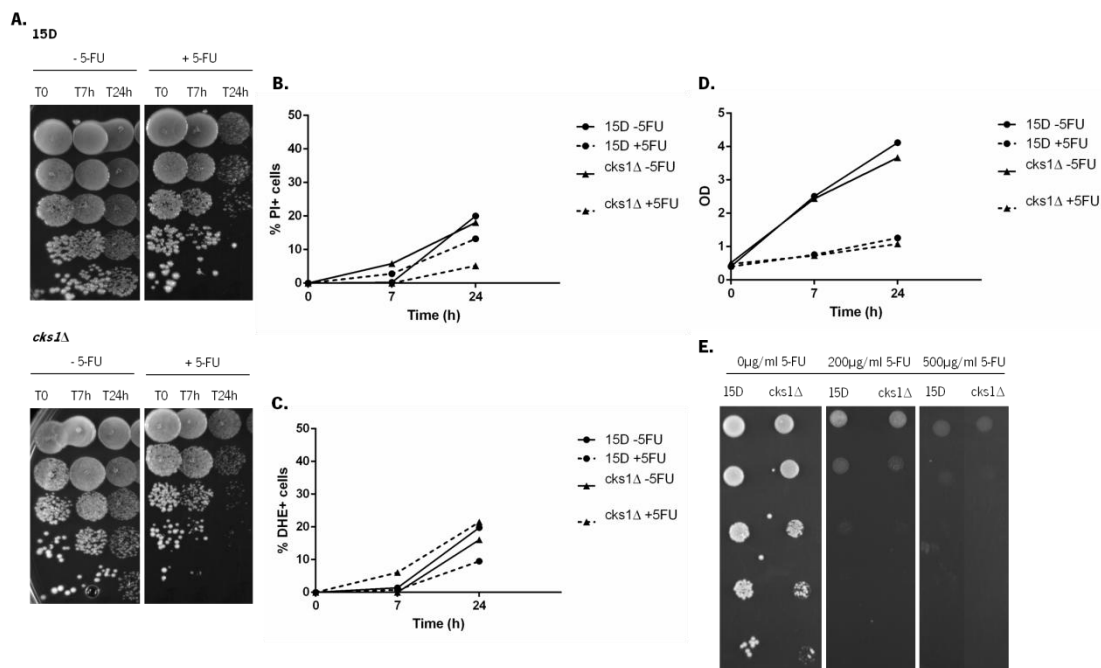 A.
15D
- 5-FU + 5-FU
T0 T7h T24h T0 T7h T24h
cks1Δ
- 5-FU + 5-FU
T0 T7h T24h T0 T7h T24h
B.
50
40
30
20
10
0
% PI+ cells
0 7 24
Time (h)
15D -5FU
15D +5FU
cks1Δ -5FU
cks1Δ +5FU
C.
50
40
30
20
10
0
% DHE+ cells
0 7 24
Time (h)
15D -5FU
15D +5FU
cks1Δ -5FU
cks1Δ +5FU
D.
5
4
3
2
1
0
OD
0 7 24
Time (h)
15D -5FU
15D +5FU
cks1Δ -5FU
cks1Δ +5FU
E.
0µg/ml 5-FU 200µg/ml 5-FU 500µg/ml 5-FU
15D cks1Δ 15D cks1Δ 15D cks1Δ